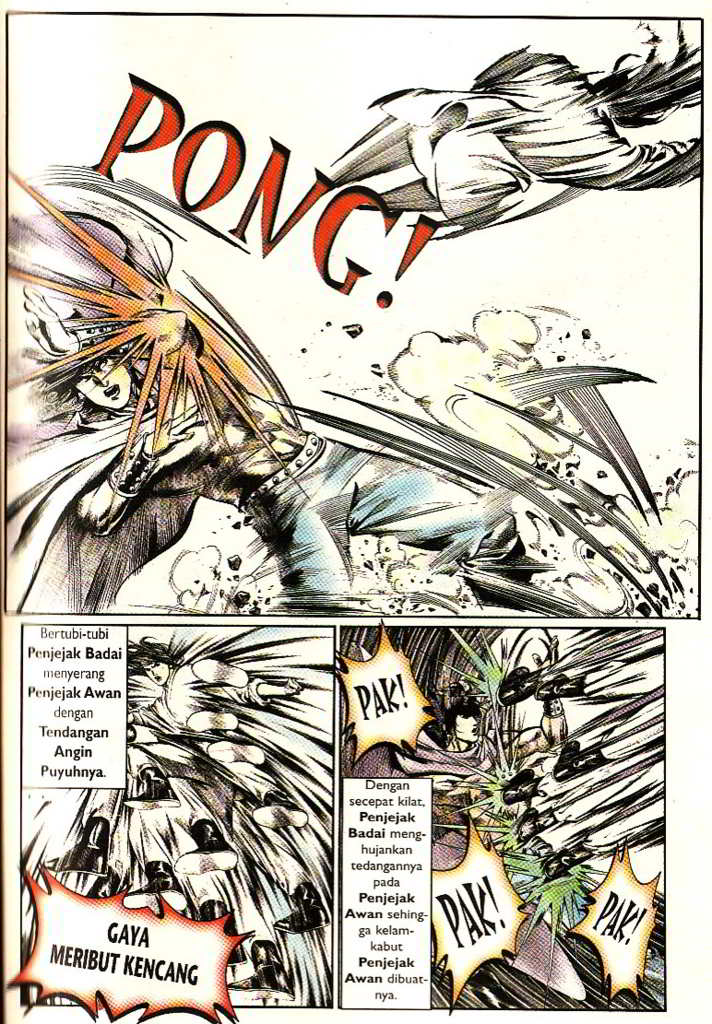 PONG!
Bertubi-tubi
Penjejak Badai
menyerang
Penjejak Awan
dengan
Tendangan
Angin
Puyuhnya.
GAYA
MERIBUT KENCANG
PAK!
Dengan
secepat kilat,
Penjejak
Badai meng-
hujankan
tedangannya
pada
Penjejak
Awan sehing-
ga kelam-
kabut
Penjejak
Awan dibuat-
nya.
PAK!
PAK!